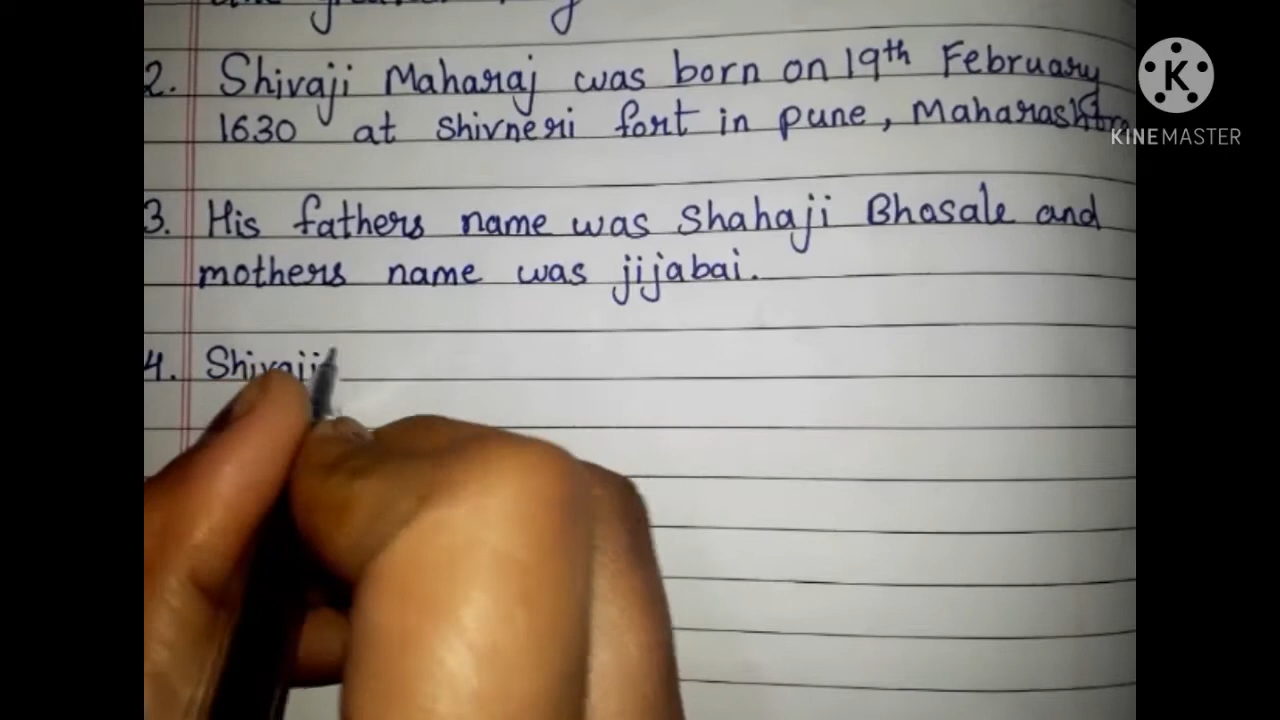 2. Shivaji Maharaj was born on 19th February
1630 at shivneri fort in pune, Maharashtra
3. His fathers name was Shahaji Bhosale and
mothers name was jijabai.
4. Shivaji
K
KINEMASTER